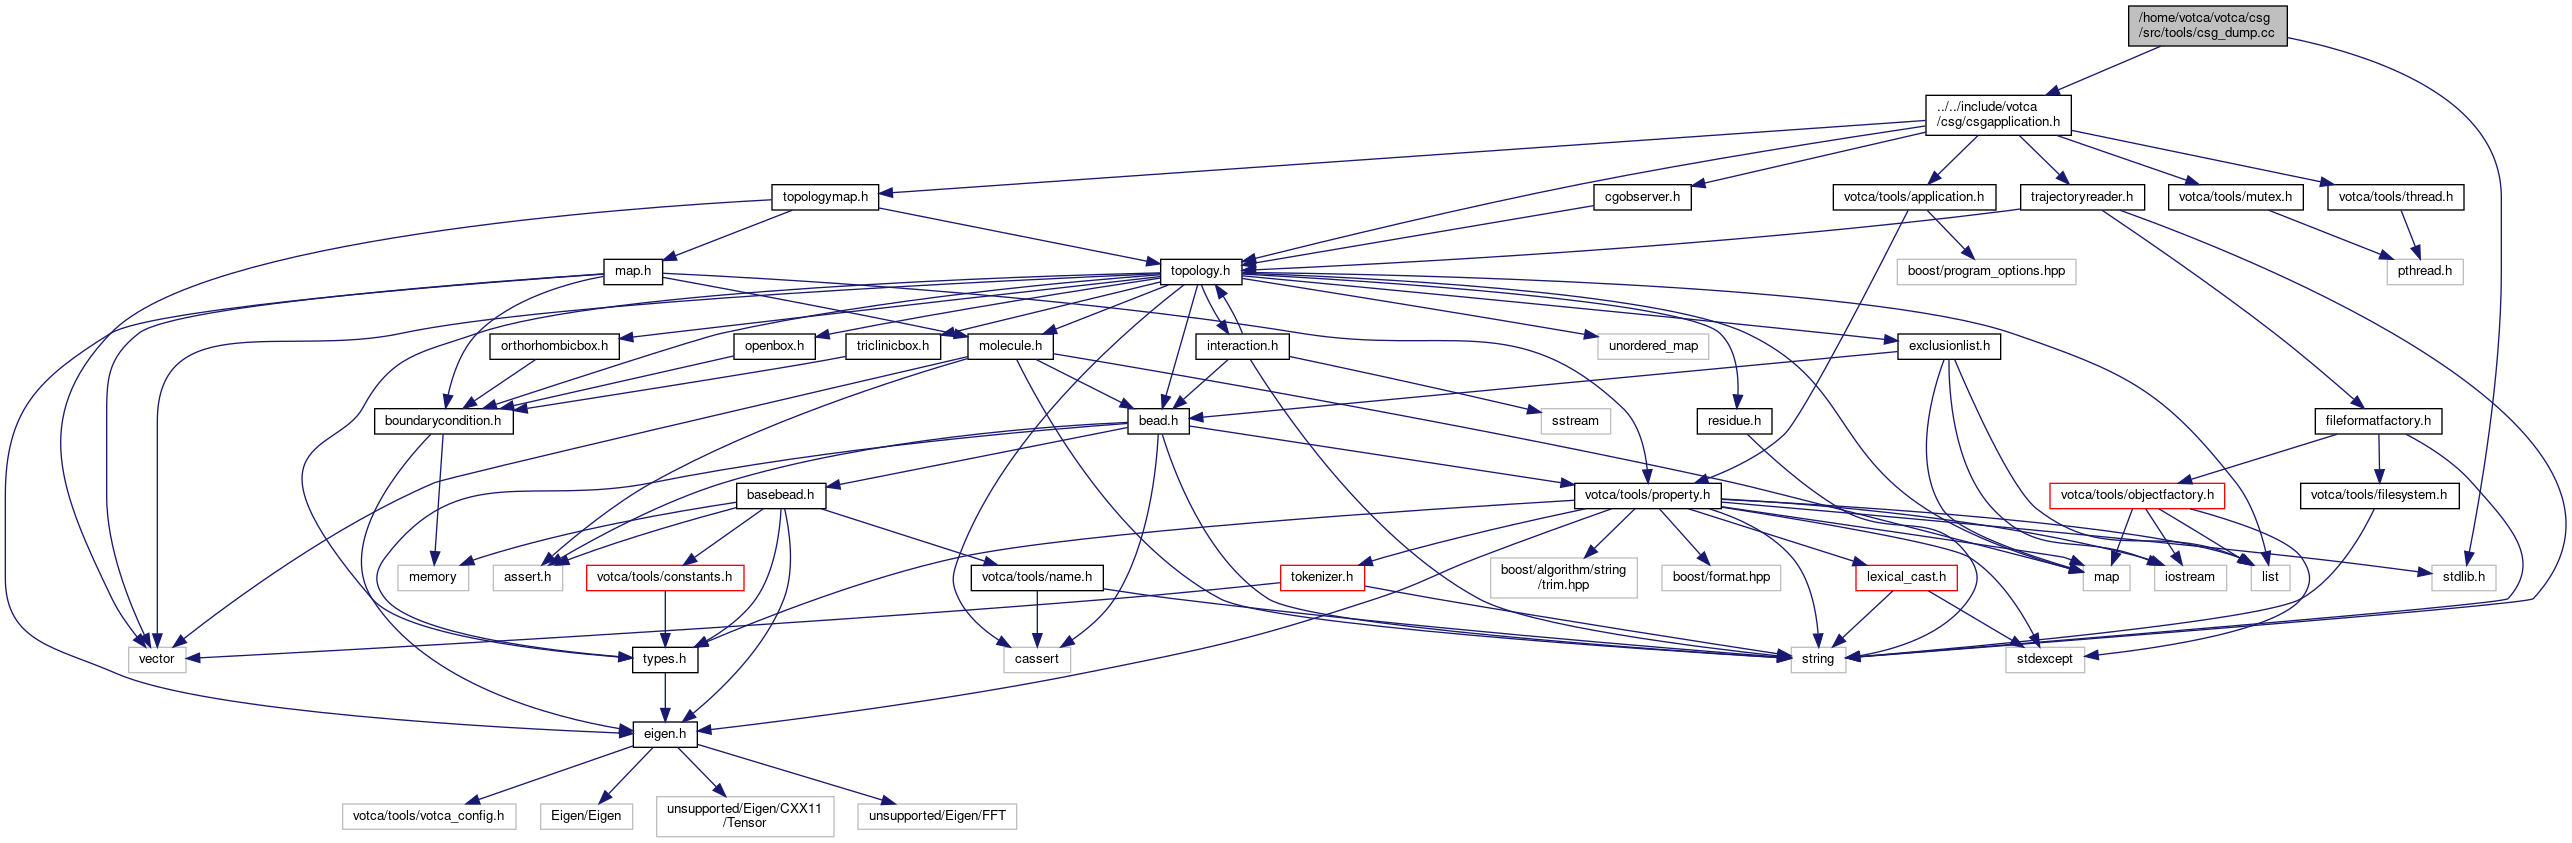 /home/votca/votca/csg
/src/tools/csg_dump.cc
../../include/votca
/csg/csgapplication.h
topologymap.h
cgobserver.h
votca/tools/application.h
trajectoryreader.h
votca/tools/mutex.h
votca/tools/thread.h
map.h
topology.h
boost/program_options.hpp
pthread.h
orthorhombicbox.h
openbox.h
triclinicbox.h
molecule.h
interaction.h
unordered_map
exclusionlist.h
boundarycondition.h
bead.h
sstream
residue.h
fileformatfactory.h
basebead.h
votca/tools/property.h
votca/tools/objectfactory.h
votca/tools/filesystem.h
memory
assert.h
votca/tools/constants.h
votca/tools/name.h
tokenizer.h
boost/algorithm/string
/trim.hpp
boost/format.hpp
lexical_cast.h
map
iostream
list
stdlib.h
vector
types.h
cassert
string
stdexcept
eigen.h
votca/tools/votca_config.h
Eigen/Eigen
unsupported/Eigen/CXX11
/Tensor
unsupported/Eigen/FFT